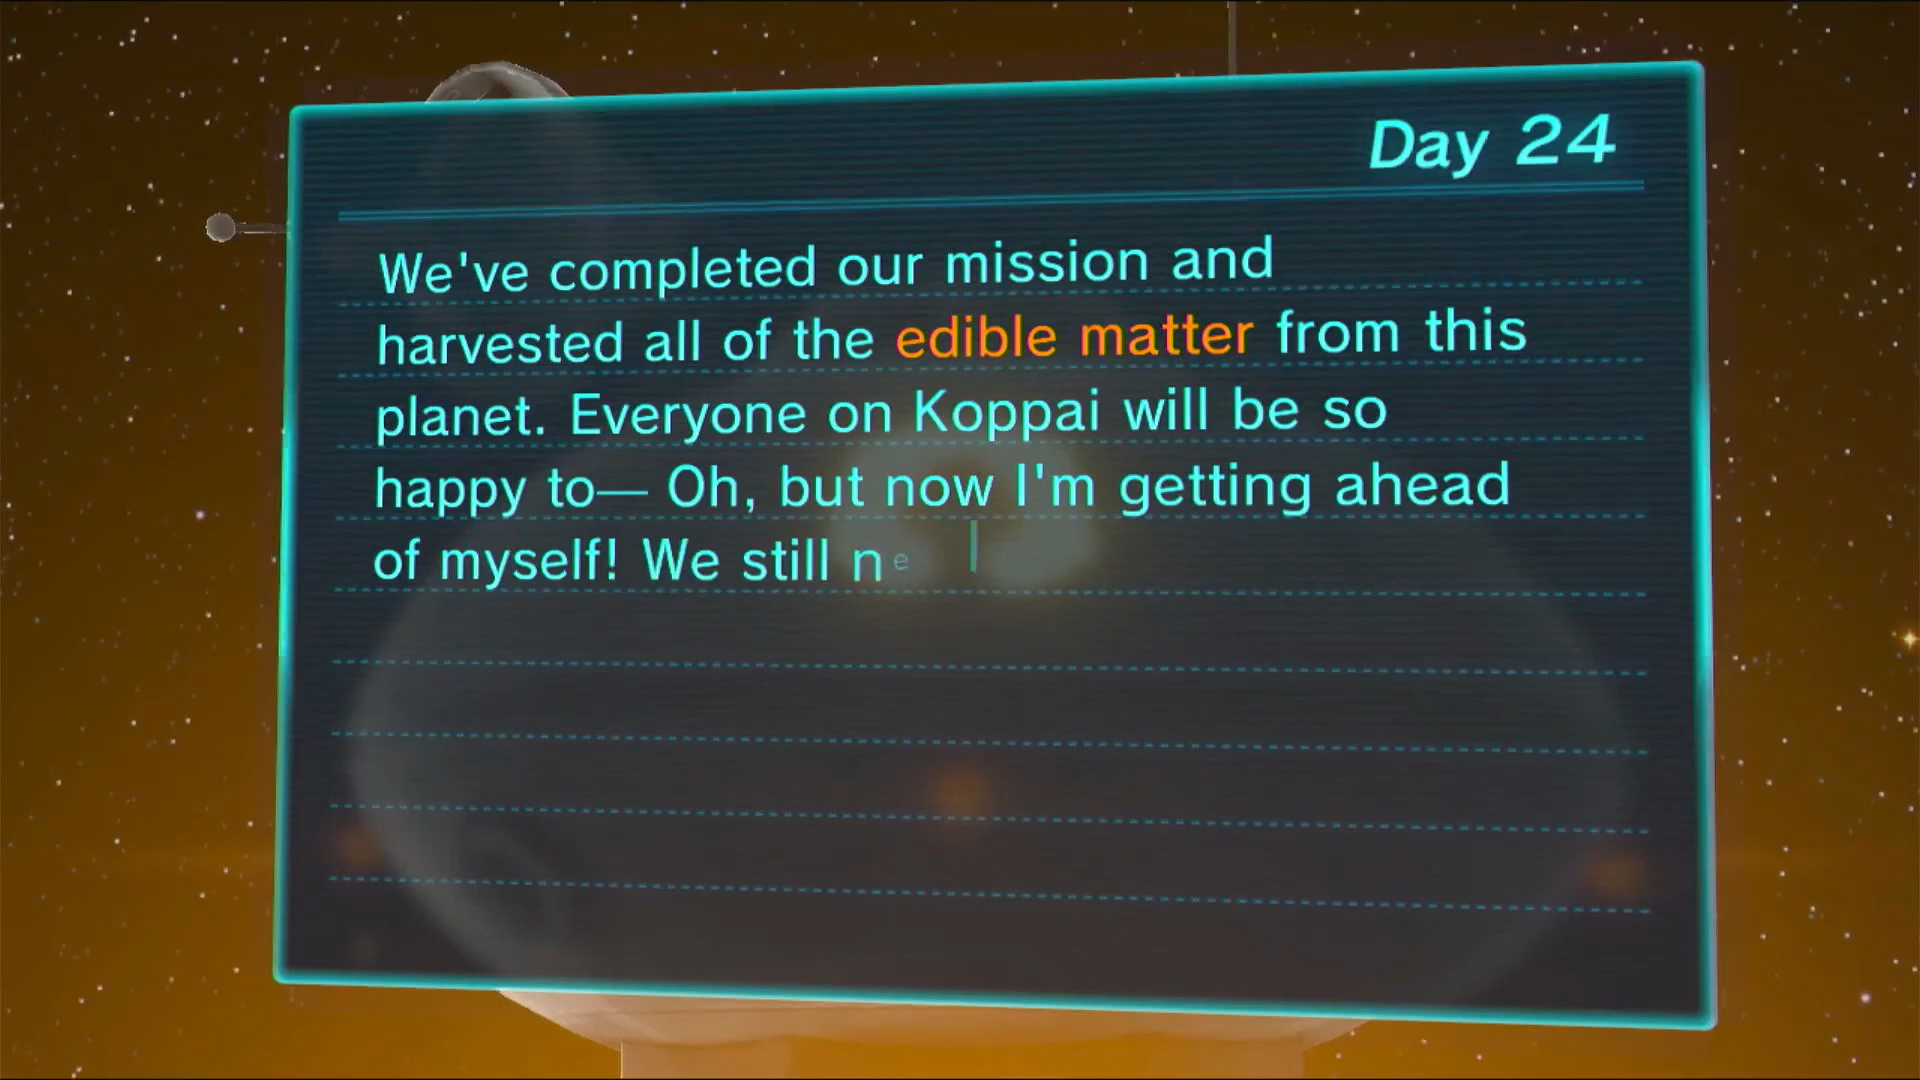 Day 24
We've completed our mission and
harvested all of the edible matter from this
planet. Everyone on Koppai will be so
happy to— Oh, but now I'm getting ahead
of myself! We still ne